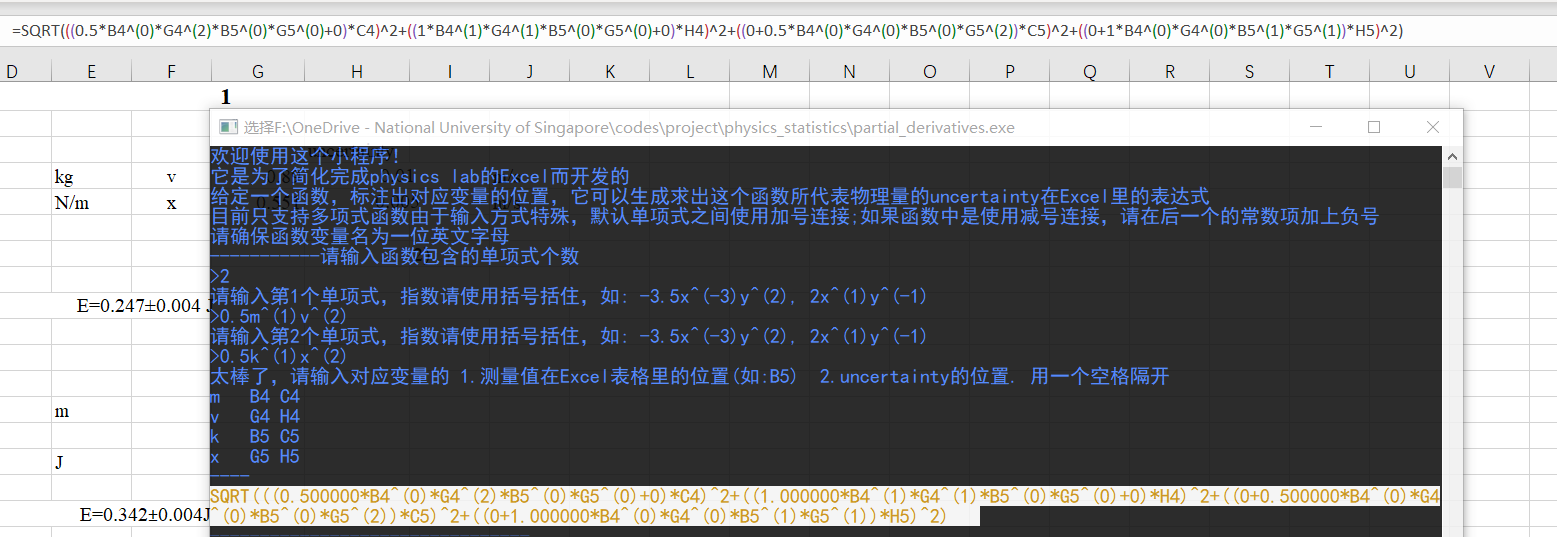 =SQRT(((0.5*B4^(0)*G4^(2)*B5^(0)*G5^(0)+0)*C4)^2+((1*B4^(1)*G4^(1)*B5^(0)*G5^(0)+0)*H4)^2+((0+0.5*B4^(0)*G4^(0)*B5^(0)*G5^(2))*C5)^2+((0+1*B4^(0)*G4^(0)*B5^(1)*G5^(1))*H5)^2)
D E F G H I J K L M N O P Q R S T U V
1
选择F:\OneDrive - National University of Singapore\codes\project\physics_statistics\partial_derivatives.exe
欢迎使用这个小程序!
kg v 它是为了简化完成physics lab的Excel而开发的
给定一个函数，标注出对应变量的位置，它可以生成求出这个函数所代表物理量的uncertainty在Excel里的表达式
N/m x
目前只支持多项式函数由于输入方式特殊，默认单项式之间使用加号连接;如果函数中是使用减号连接，请在后一个的常数项加上负号
请确保函数变量名为一位英文字母
-----------请输入函数包含的单项式个数
>2
请输入第1个单项式，指数请使用括号括住，如: -3.5x^(-3)y^(2), 2x^(1)y^(-1)
E=0.247±0.004 J
>0.5m^(1)v^(2)
请输入第2个单项式，指数请使用括号括住，如: -3.5x^(-3)y^(2), 2x^(1)y^(-1)
>0.5k^(1)x^(2)
太棒了，请输入对应变量的 1.测量值在Excel表格里的位置(如:B5) 2.uncertainty的位置. 用一个空格隔开
m B4 C4
m
v G4 H4
k B5 C5
J
x G5 H5
----
SQRT(((0.500000*B4^(0)*G4^(2)*B5^(0)*G5^(0)+0)*C4)^2+((1.000000*B4^(1)*G4^(1)*B5^(0)*G5^(0)+0)*H4)^2+((0+0.500000*B4^(0)*G4
^(0)*B5^(0)*G5^(2))*C5)^2+((0+1.000000*B4^(0)*G4^(0)*B5^(1)*G5^(1))*H5)^2)
E=0.342±0.004J